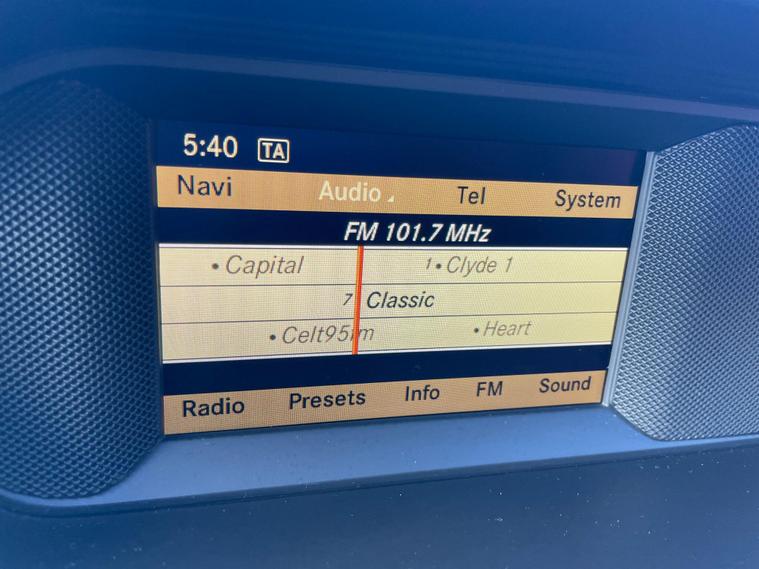 5:40 TA
Navi Audio Tel System
FM 101.7 MHz
• Capital 1 • Clyde 1
7 Classic
• Celt95fm • Heart
Radio Presets Info FM Sound